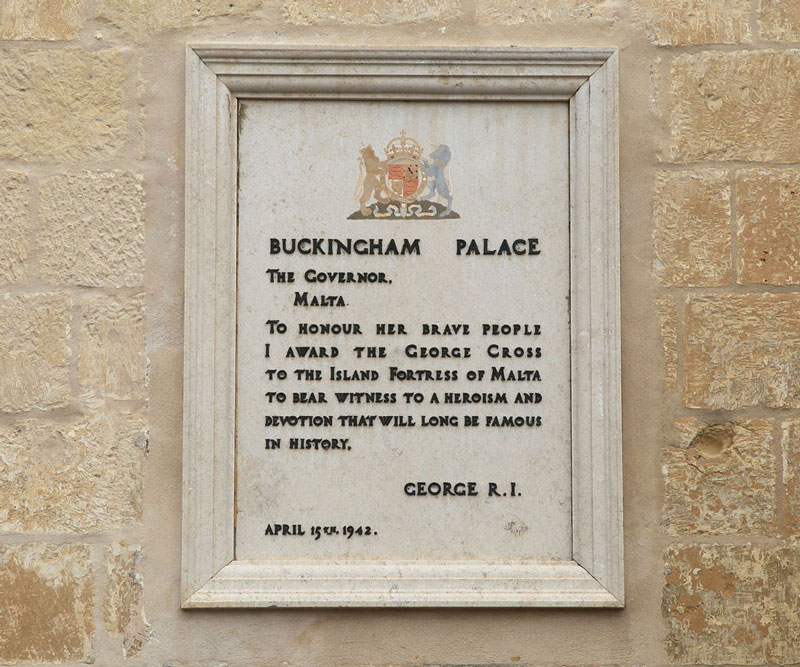 BUCKINGHAM PALACE
THE GOVERNOR,
MALTA
TO HONOUR HER BRAVE PEOPLE
I AWARD THE GEORGE CROSS
TO THE ISLAND FORTRESS OF MALTA
TO BEAR WITNESS TO A HEROISM AND
DEVOTION THAT WILL LONG BE FAMOUS
IN HISTORY.
GEORGE R.I.
APRIL 15TH. 1942.